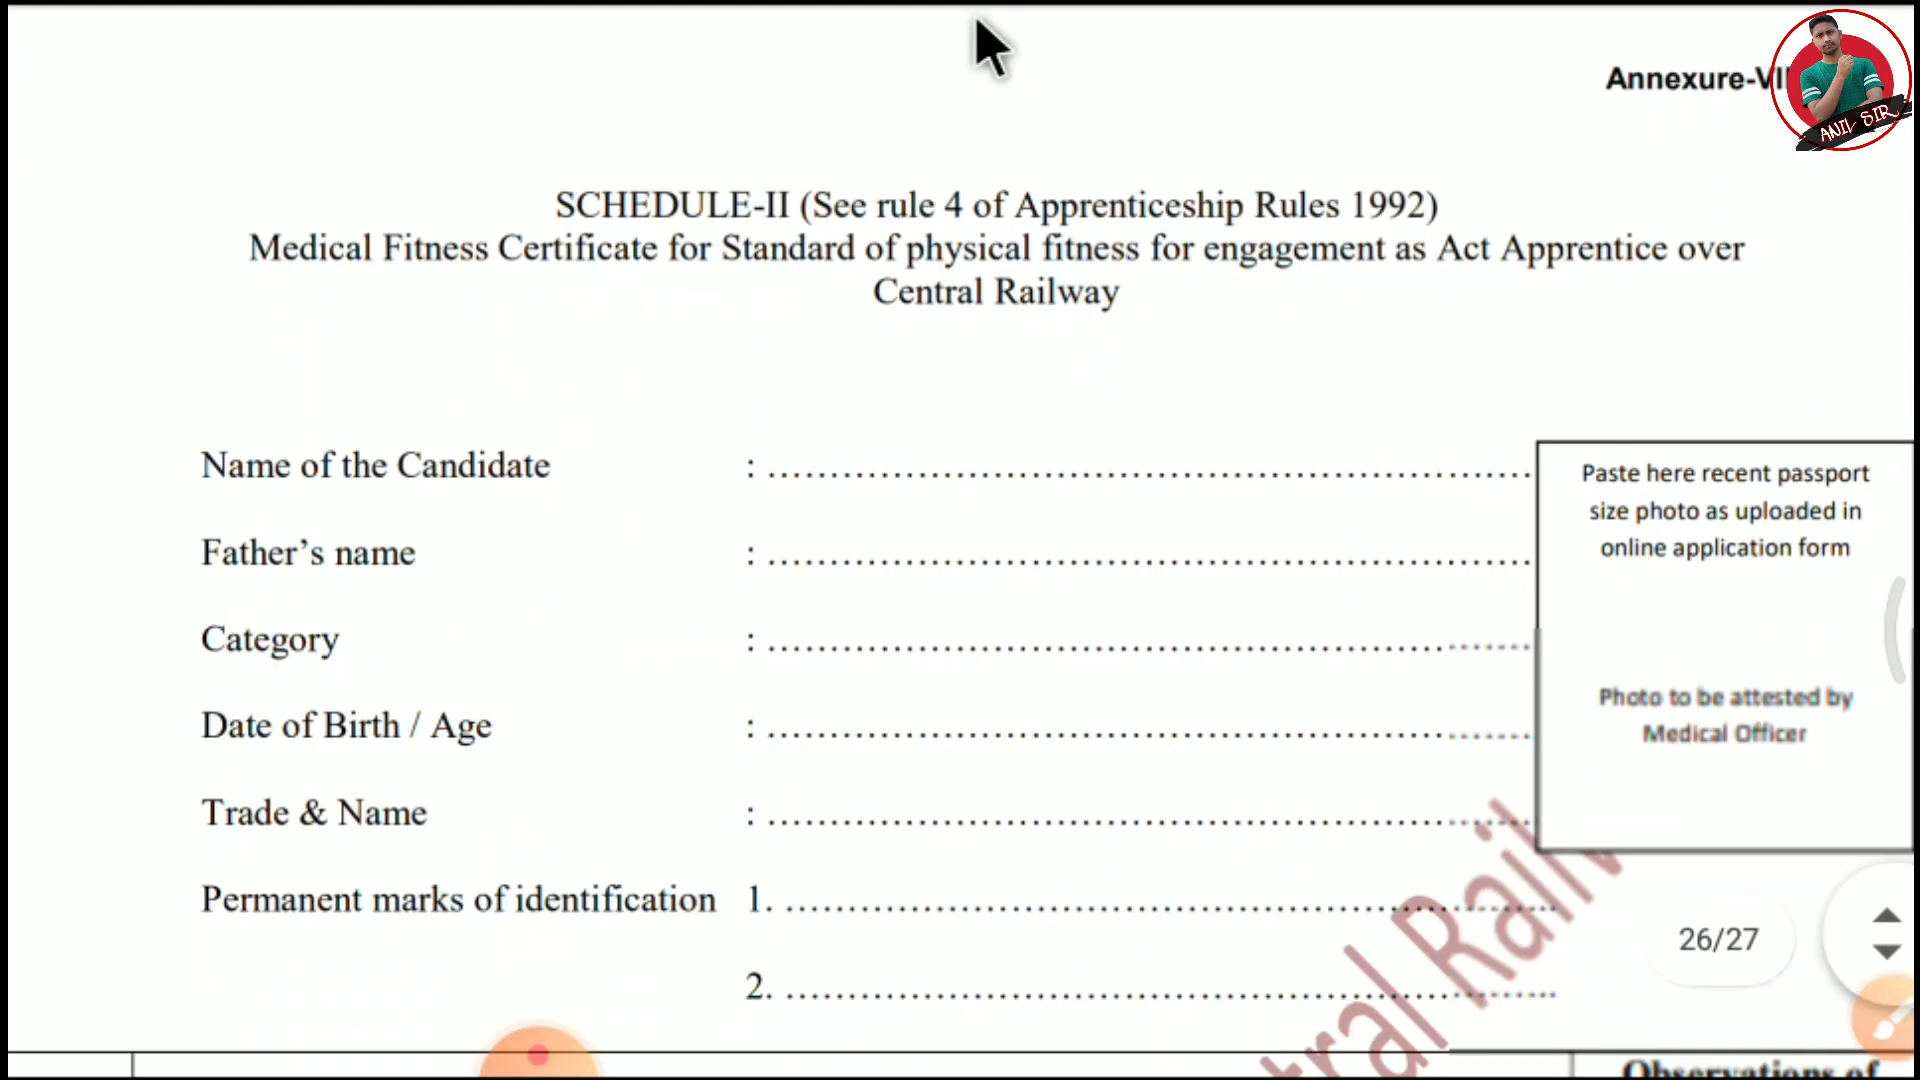 Annexure-VII
ANIL SIR
SCHEDULE-II (See rule 4 of Apprenticeship Rules 1992)
Medical Fitness Certificate for Standard of physical fitness for engagement as Act Apprentice over
Central Railway
Name of the Candidate : ............................................................
Father’s name : ............................................................
Category : ............................................................
Date of Birth / Age : ............................................................
Trade & Name : ............................................................
Permanent marks of identification 1. ............................................................
2. ............................................................
Paste here recent passport
size photo as uploaded in
online application form
Photo to be attested by
Medical Officer
26/27
Observations of